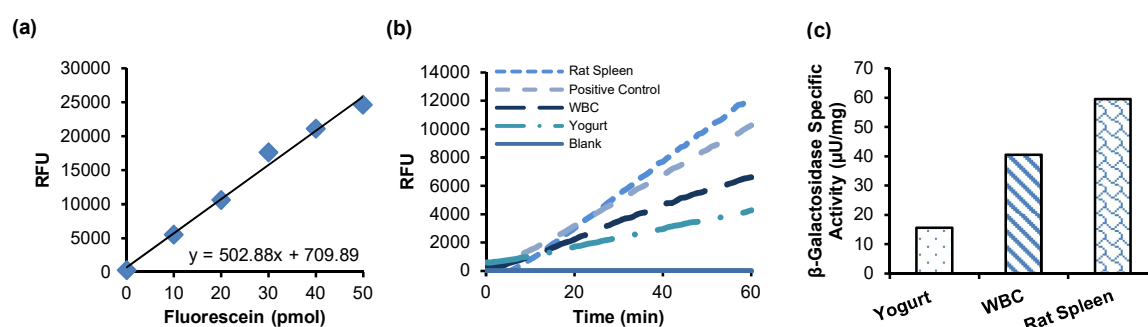 (a)
30000
25000
20000
15000
10000
5000
0
RFU
y = 502.88x + 709.89
0 10 20 30 40 50
Fluorescein (pmol)
(b)
14000
12000
10000
8000
6000
4000
2000
0
RFU
Rat Spleen
Positive Control
WBC
Yogurt
Blank
0 20 40 60
Time (min)
(c)
β-Galactosidase Specific
Activity (µU/mg)
70
60
50
40
30
20
10
0
Yogurt
WBC
Rat Spleen